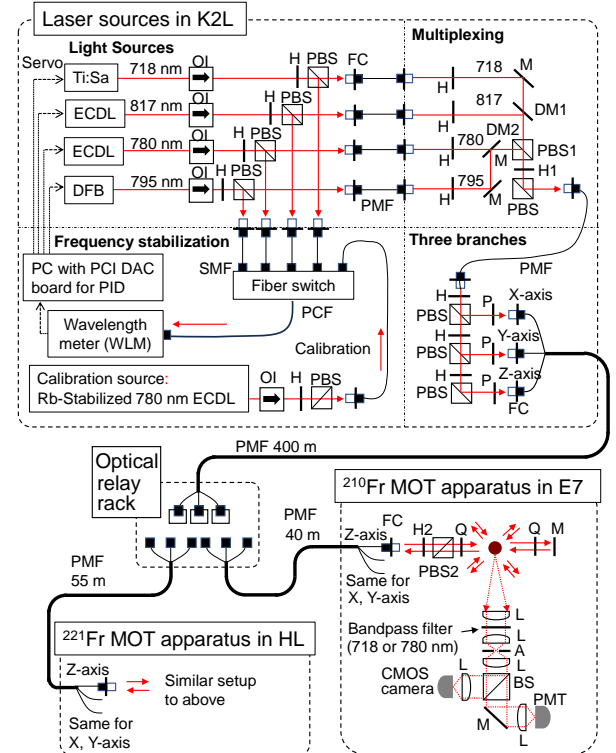 Laser sources in K2L
Light Sources
Multiplexing
Servo
Ti:Sa
718 nm
OI
H
PBS
FC
ECDL
817 nm
OI
H
PBS
ECDL
780 nm
OI
H
PBS
DFB
795 nm
OI
H
PBS
PMF
718
M
H
817
DM1
H
DM2
780
M
PBS1
H
795
H1
H
M
PBS
Frequency stabilization
Three branches
PC with PCI DAC
board for PID
SMF
Fiber switch
PCF
Wavelength
meter (WLM)
Calibration
Calibration source:
Rb-Stabilized 780 nm ECDL
OI
H
PBS
PMF
H
P
X-axis
PBS
H
P
Y-axis
PBS
H
P
Z-axis
PBS
FC
PMF 400 m
Optical
relay
rack
PMF
40 m
PMF
55 m
210Fr MOT apparatus in E7
Z-axis
FC
H2
Q
Q
M
PBS2
Same for
X, Y-axis
L
Bandpass filter
(718 or 780 nm)
L
A
L
CMOS
camera
L
BS
PMT
M
L
221Fr MOT apparatus in HL
Z-axis
Similar setup
to above
Same for
X, Y-axis